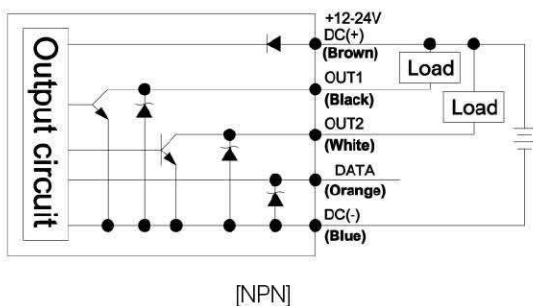 Output circuit
+12-24V
DC(+)
(Brown)
Load
OUT1
(Black)
Load
OUT2
(White)
DATA
(Orange)
DC(-)
(Blue)
[NPN]